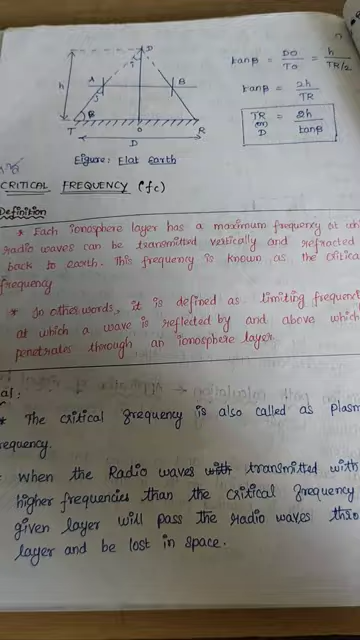 tanβ = DO/TO = h/TR/2
tanβ = 2h/TR
TR (or) D = 2h/tanβ
D
i
h
A
B
β
T
O
R
D
Figure: Flat Earth
CRITICAL FREQUENCY (fc)
Definition
* Each ionosphere layer has a maximum frequency at whi
radio waves can be transmitted vertically and refracted
back to earth. This frequency is known as the critical
frequency
* In other words, it is defined as limiting frequen
at which a wave is reflected by and above which
penetrates through an ionosphere layer.
al:
* The critical frequency is also called as Plasm
requency.
when the Radio waves with transmitted with
higher frequencies than the critical frequency
given layer will pass the radio waves thro
layer and be lost in space.